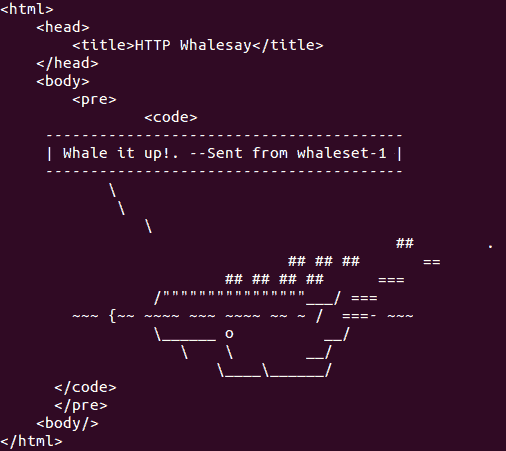 <html>
    <head>
        <title>HTTP Whalesay</title>
    </head>
    <body>
        <pre>
                <code>
     ----------------------------------------
     | Whale it up!. --Sent from whaleset-1 |
     ----------------------------------------
            \
             \
                \
                                            ##        .
                                ## ## ##       ==
                         ## ## ## ##      ===
                 /""""""""""""""""___/ ===
        ~~~ {~~ ~~~~ ~~~ ~~~~ ~~ ~ /  ===- ~~~
                 \______ o          __/
                    \    \        __/
                        \____\______/
      </code>
      </pre>
    <body/>
</html>